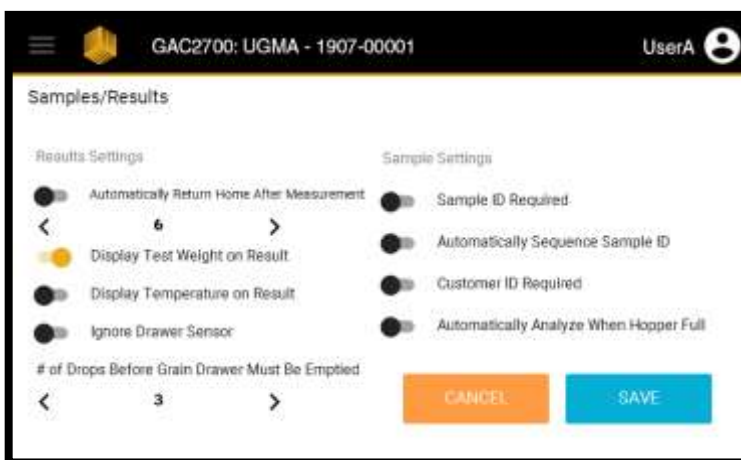 GAC2700: UGMA - 1907-00001
UserA
Samples/Results
Results Settings
Automatically Return Home After Measurement
6
Display Test Weight on Result
Display Temperature on Result
Ignore Drawer Sensor
# of Drops Before Grain Drawer Must Be Emptied
3
Sample Settings
Sample ID Required
Automatically Sequence Sample ID
Customer ID Required
Automatically Analyze When Hopper Full
CANCEL
SAVE